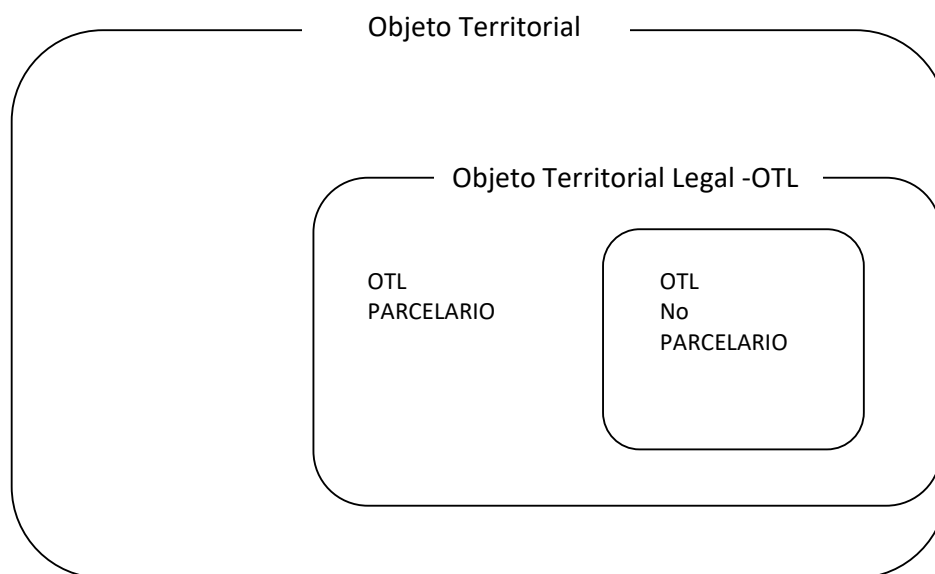 Objeto Territorial
Objeto Territorial Legal -OTL
OTL
PARCELARIO
OTL
No
PARCELARIO